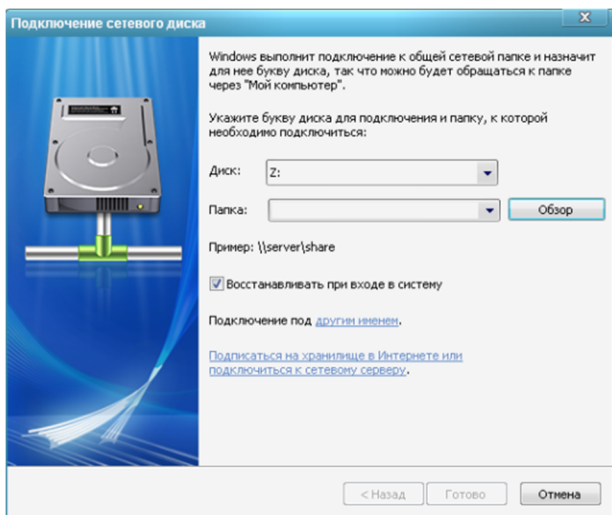 Подключение сетевого диска
Windows выполнит подключение к общей сетевой папке и назначит
для нее букву диска, так что можно будет обращаться к папке
через "Мой компьютер".
Укажите букву диска для подключения и папку, к которой
необходимо подключиться:
Диск: Z:
Папка: Обзор
Пример: \\server\share
Восстанавливать при входе в систему
Подключение под другим именем.
Подписаться на хранилище в Интернете или
подключиться к сетевому серверу.
< Назад Готово Отмена